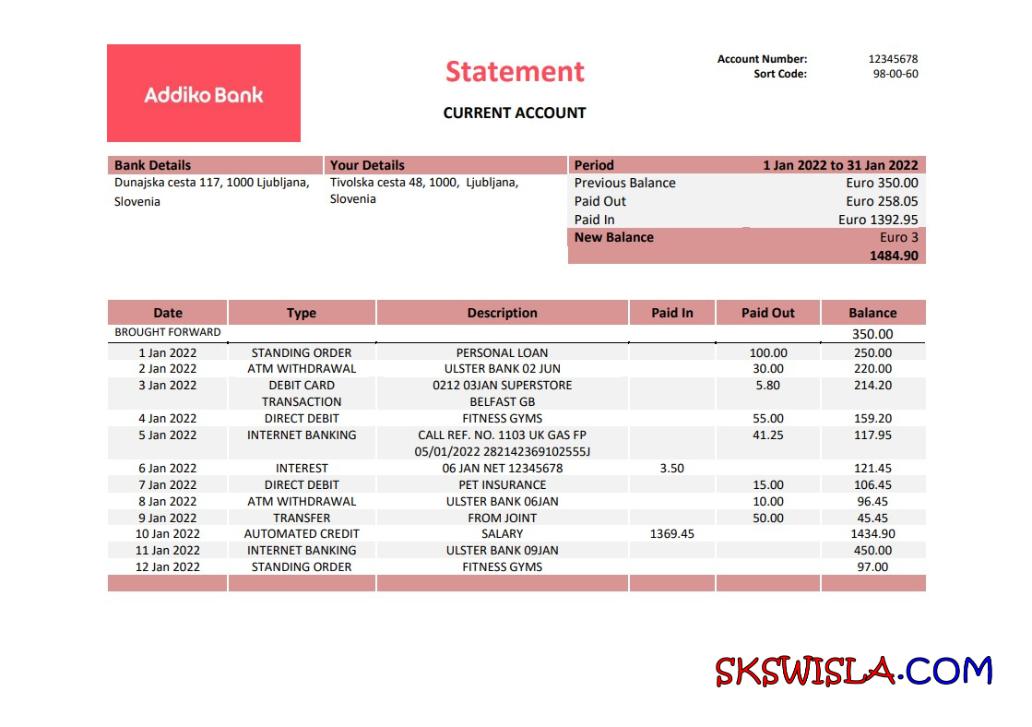 Addiko Bank
Statement
CURRENT ACCOUNT
Account Number: 12345678
Sort Code: 98-00-60
Bank Details Your Details Period 1 Jan 2022 to 31 Jan 2022
Dunajska cesta 117, 1000 Ljubljana, Tivolska cesta 48, 1000, Ljubljana, Previous Balance Euro 350.00
Slovenia Slovenia Paid Out Euro 258.05
Paid In Euro 1392.95
New Balance Euro 3
1484.90
Date Type Description Paid In Paid Out Balance
BROUGHT FORWARD 350.00
1 Jan 2022 STANDING ORDER PERSONAL LOAN 100.00 250.00
2 Jan 2022 ATM WITHDRAWAL ULSTER BANK 02 JUN 30.00 220.00
3 Jan 2022 DEBIT CARD 0212 03JAN SUPERSTORE 5.80 214.20
TRANSACTION BELFAST GB
4 Jan 2022 DIRECT DEBIT FITNESS GYMS 55.00 159.20
5 Jan 2022 INTERNET BANKING CALL REF. NO. 1103 UK GAS FP 41.25 117.95
05/01/2022 282142369102555J
6 Jan 2022 INTEREST 06 JAN NET 12345678 3.50 121.45
7 Jan 2022 DIRECT DEBIT PET INSURANCE 15.00 106.45
8 Jan 2022 ATM WITHDRAWAL ULSTER BANK 06JAN 10.00 96.45
9 Jan 2022 TRANSFER FROM JOINT 50.00 45.45
10 Jan 2022 AUTOMATED CREDIT SALARY 1369.45 1434.90
11 Jan 2022 INTERNET BANKING ULSTER BANK 09JAN 450.00
12 Jan 2022 STANDING ORDER FITNESS GYMS 97.00
SKSWISLA.COM